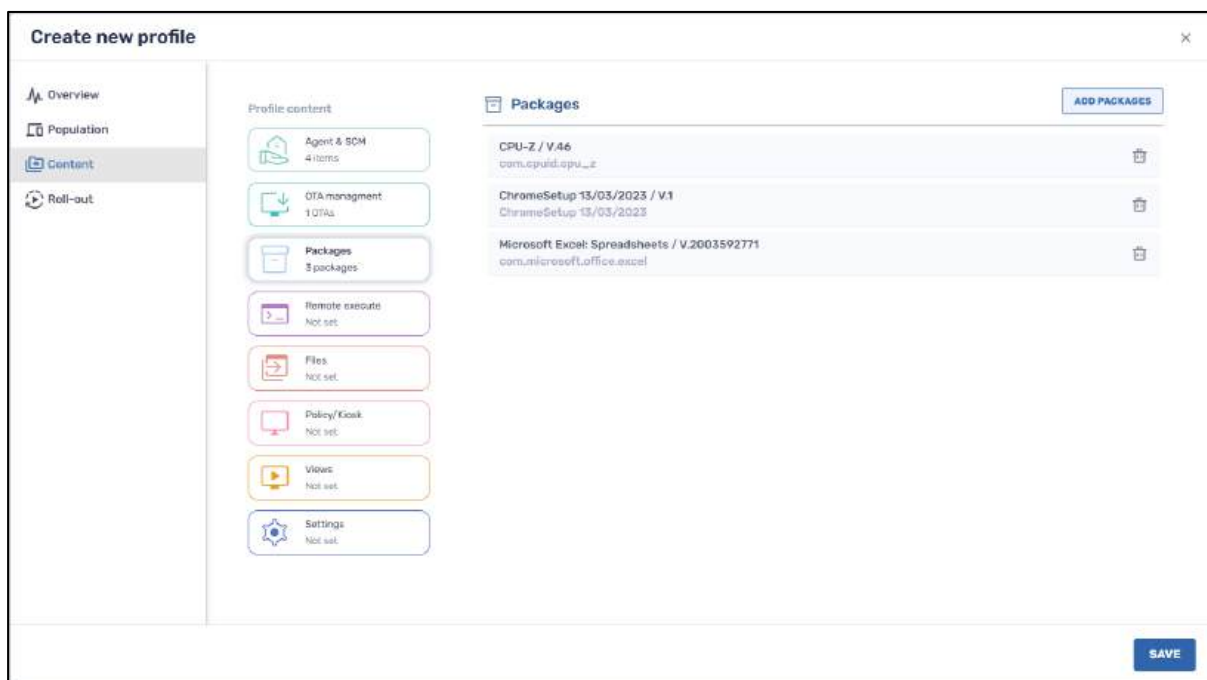 Create new profile
Overview
Population
Content
Roll-out
Profile content
Agent & SCM
4 items
OTA managment
1 OTAs
Packages
3 packages
Remote execute
Not set
Files
Not set
Policy/Kiosk
Not set
Views
Not set
Settings
Not set
Packages
ADD PACKAGES
CPU-Z / V.46
com.cpuid.cpu_z
ChromeSetup 13/03/2023 / V.1
ChromeSetup 13/03/2023
Microsoft Excel: Spreadsheets / V.2003592771
com.microsoft.office.excel
SAVE